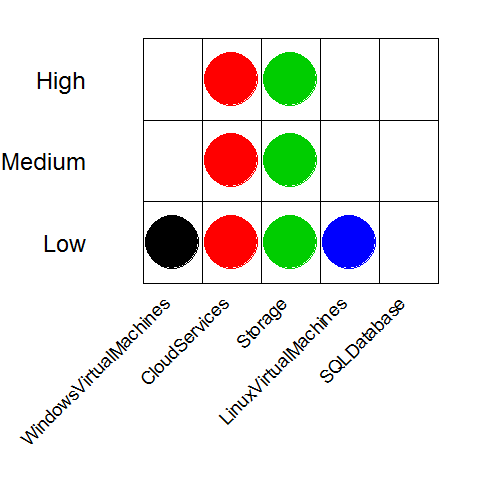 High
Medium
Low
WindowsVirtualMachines
CloudServices
Storage
LinuxVirtualMachines
SQLDatabase